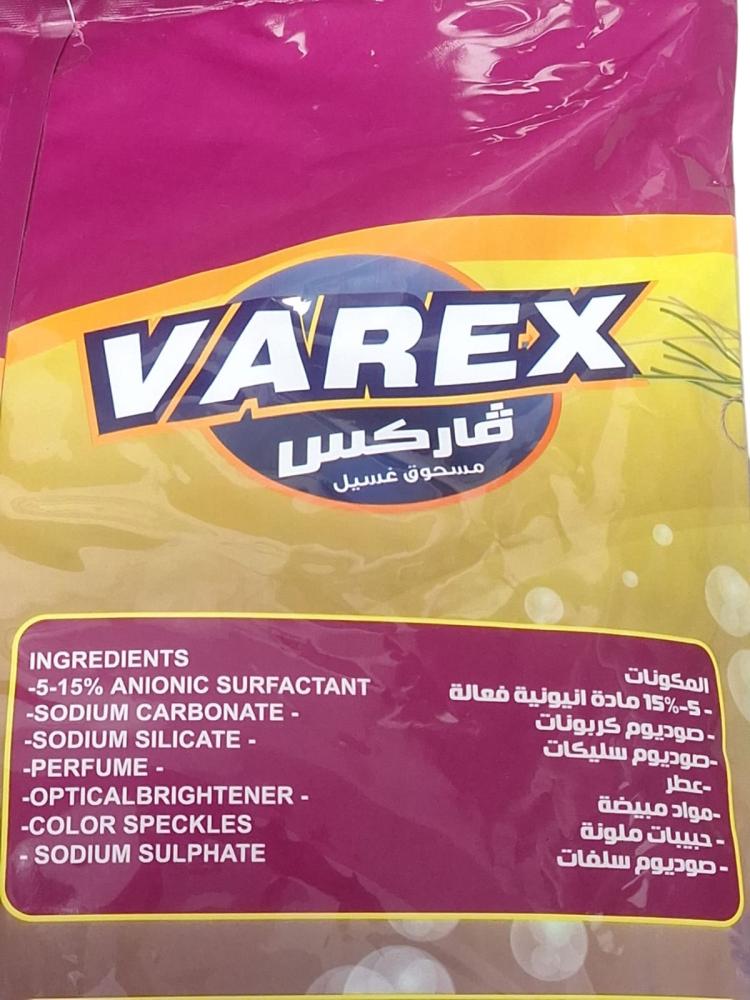 VAREX
ڤاركس
مسحوق غسيل
INGREDIENTS
-5-15% ANIONIC SURFACTANT
-SODIUM CARBONATE -
-SODIUM SILICATE -
-PERFUME -
-OPTICALBRIGHTENER -
-COLOR SPECKLES
- SODIUM SULPHATE
المكونات
- 5-15% مادة انيونية فعالة
- صوديوم كربونات
-صوديوم سليكات
-عطر
-مواد مبيضة
- حبيبات ملونة
- صوديوم سلفات